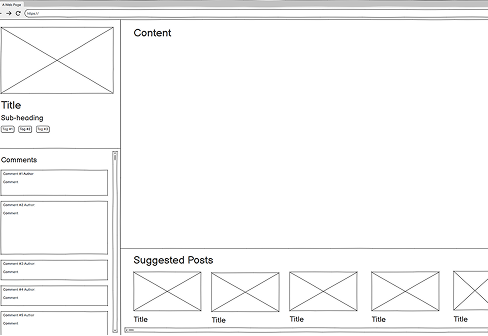 A Web Page
https://
Title
Sub-heading
Tag #1 Tag #2 Tag #3
Comments
Comment #1 Author
Comment
Comment #2 Author
Comment
Comment #3 Author
Comment
Comment #4 Author
Comment
Comment #5 Author
Comment
Content
Suggested Posts
Title Title Title Title Title